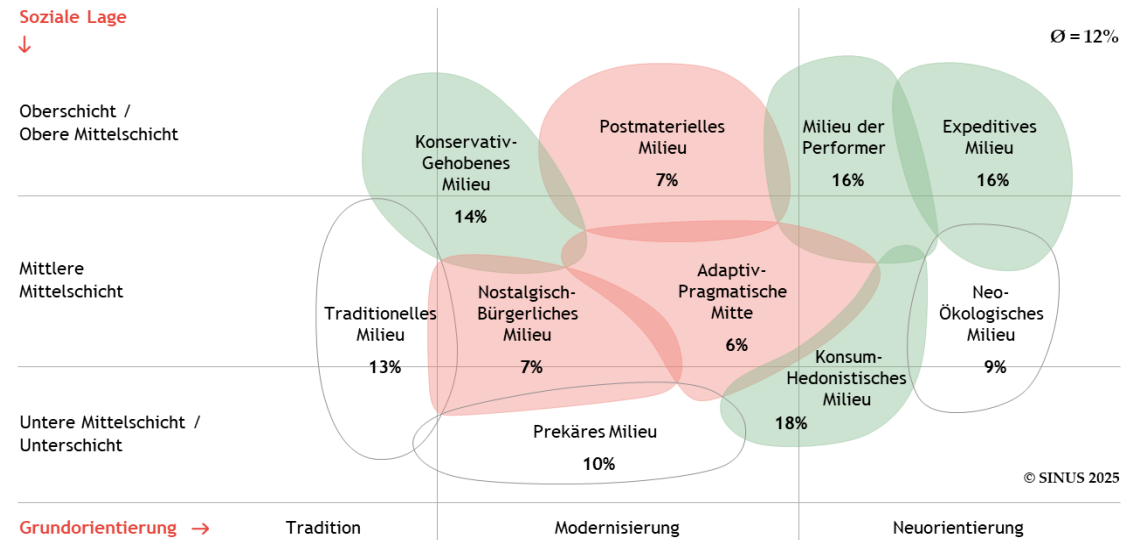 Soziale Lage
↓
Ø = 12%
Oberschicht /
Obere Mittelschicht
Konservativ-
Gehobenes
Milieu
14%
Postmaterielles
Milieu
7%
Milieu der
Performer
16%
Expeditives
Milieu
16%
Mittlere
Mittelschicht
Traditionelles
Milieu
13%
Nostalgisch-
Bürgerliches
Milieu
7%
Adaptiv-
Pragmatische
Mitte
6%
Neo-
Ökologisches
Milieu
9%
Konsum-
Hedonistisches
Milieu
18%
Untere Mittelschicht /
Unterschicht
Prekäres Milieu
10%
© SINUS 2025
Grundorientierung →
Tradition
Modernisierung
Neuorientierung